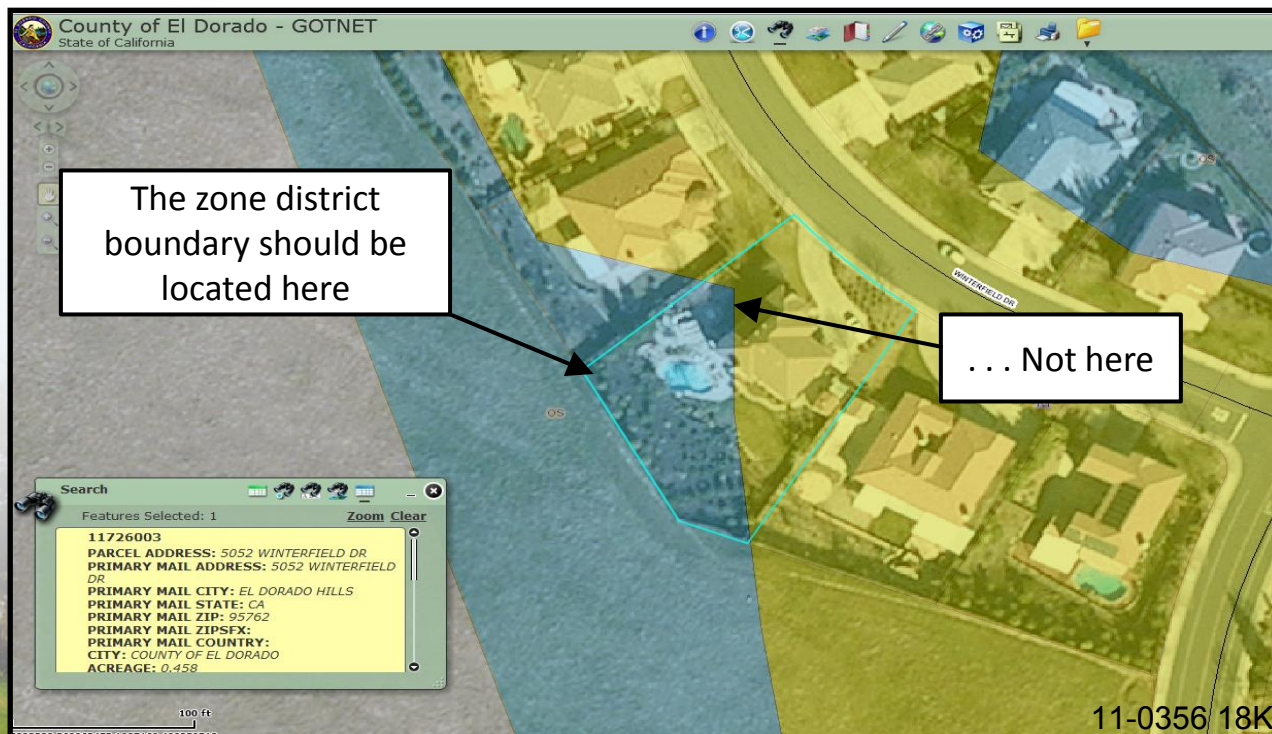 County of El Dorado - GOTNET
State of California
The zone district
boundary should be
located here
. . . Not here
WINTERFIELD DR
OS
OS
Search
Features Selected: 1
Zoom Clear
11726003
PARCEL ADDRESS: 5052 WINTERFIELD DR
PRIMARY MAIL ADDRESS: 5052 WINTERFIELD
DR
PRIMARY MAIL CITY: EL DORADO HILLS
PRIMARY MAIL STATE: CA
PRIMARY MAIL ZIP: 95762
PRIMARY MAIL ZIPSFX:
PRIMARY MAIL COUNTRY:
CITY: COUNTY OF EL DORADO
ACREAGE: 0.458
100 ft
11-0356 18K